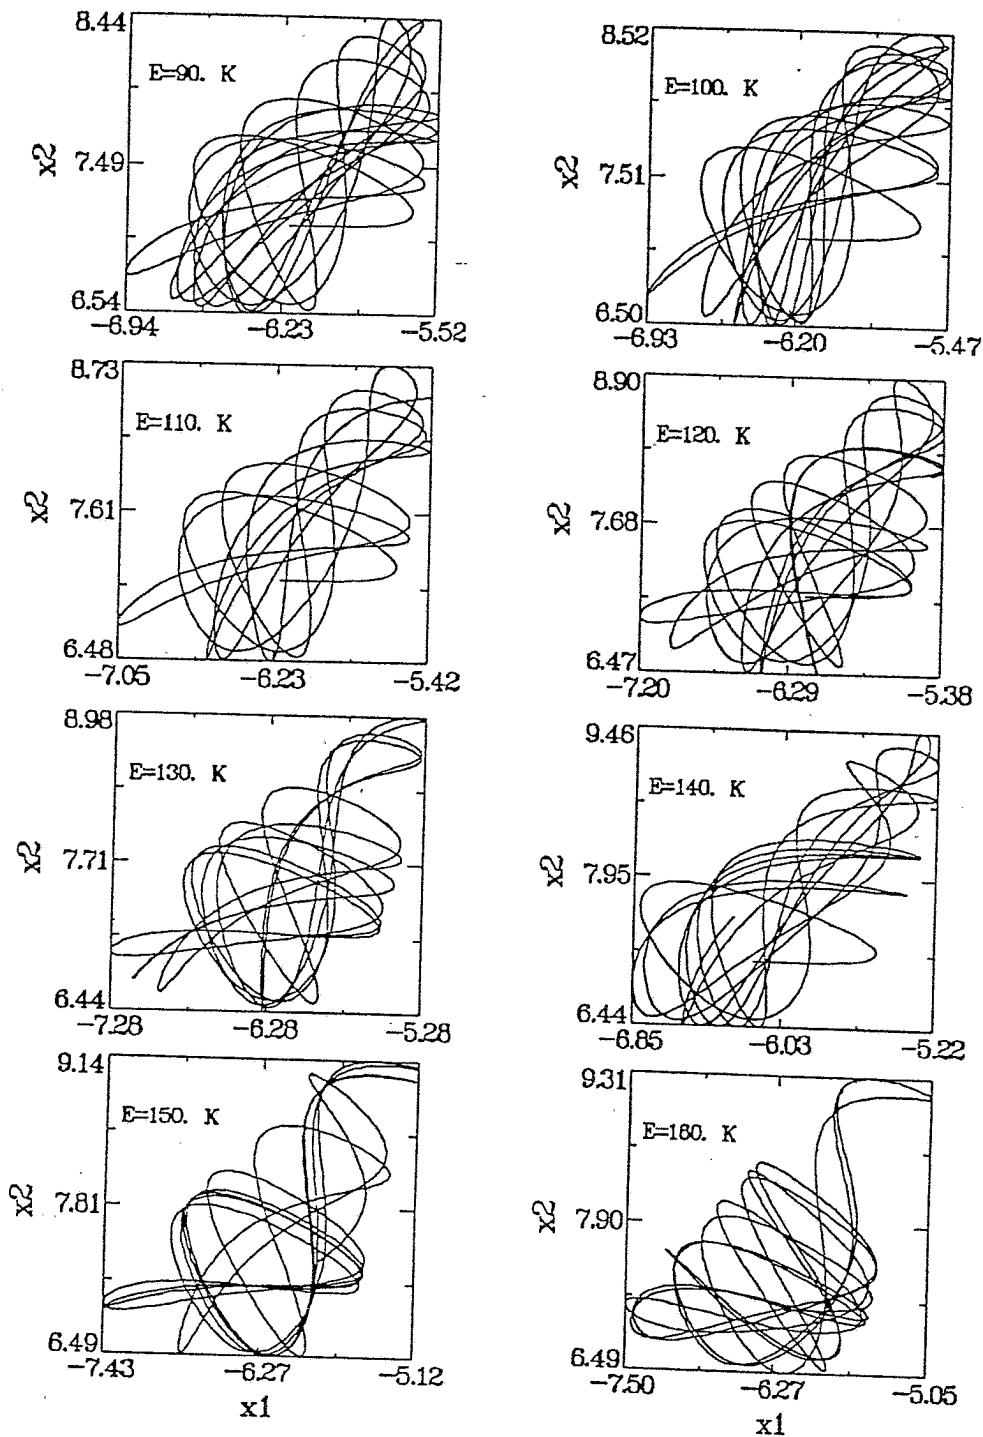 8.44
E=90. K
x2
7.49
6.54
-6.94 -6.23 -5.52
8.52
E=100. K
x2
7.51
6.50
-6.93 -6.20 -5.47
8.73
E=110. K
x2
7.61
6.48
-7.05 -6.23 -5.42
8.90
E=120. K
x2
7.68
6.47
-7.20 -6.29 -5.38
8.98
E=130. K
x2
7.71
6.44
-7.28 -6.28 -5.28
9.46
E=140. K
x2
7.95
6.44
-6.85 -6.03 -5.22
9.14
E=150. K
x2
7.81
6.49
-7.43 -6.27 -5.12
x1
9.31
E=160. K
x2
7.90
6.49
-7.50 -6.27 -5.05
x1